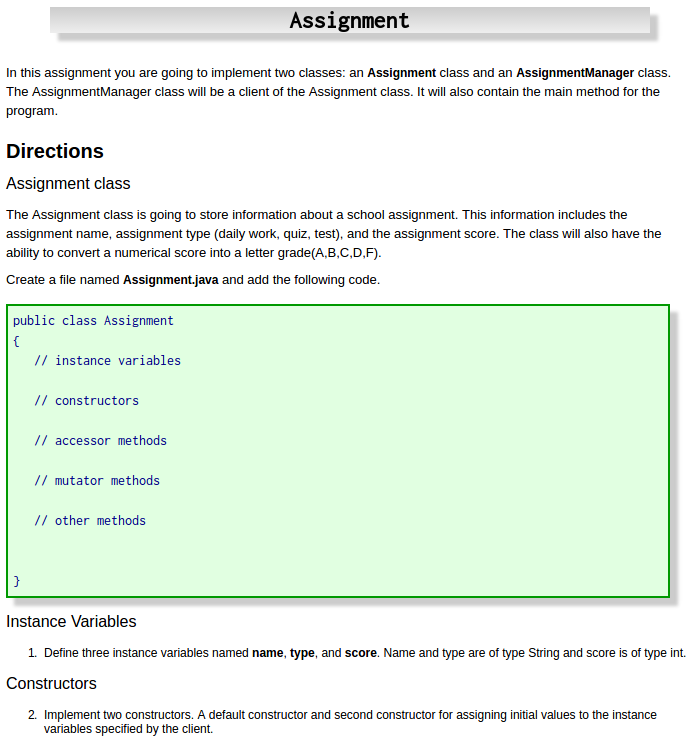 Assignment
In this assignment you are going to implement two classes: an Assignment class and an AssignmentManager class.
The AssignmentManager class will be a client of the Assignment class. It will also contain the main method for the
program.
Directions
Assignment class
The Assignment class is going to store information about a school assignment. This information includes the
assignment name, assignment type (daily work, quiz, test), and the assignment score. The class will also have the
ability to convert a numerical score into a letter grade(A,B,C,D,F).
Create a file named Assignment.java and add the following code.
public class Assignment
{
// instance variables
// constructors
// accessor methods
// mutator methods
// other methods
}
Instance Variables
1. Define three instance variables named name, type, and score. Name and type are of type String and score is of type int.
Constructors
2. Implement two constructors. A default constructor and second constructor for assigning initial values to the instance
variables specified by the client.